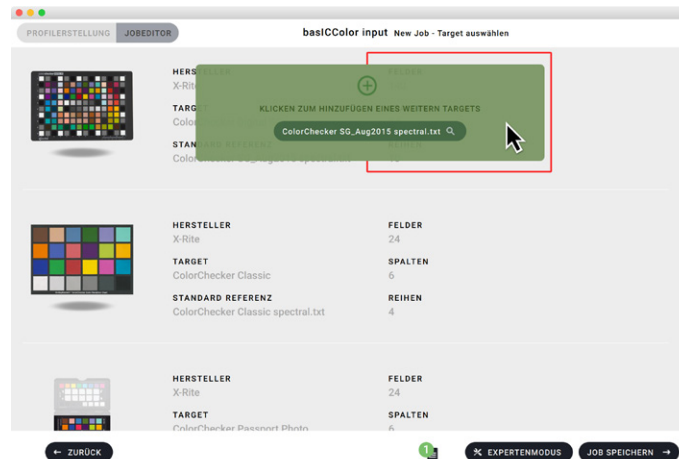 PROFILERSTELLUNG JOBEDITOR basICColor input New Job - Target auswählen
HERSTELLER FELDER
X-Rite
KLICKEN ZUM HINZUFÜGEN EINES WEITERN TARGETS
TARGET
ColorChecker SG_Aug2015 spectral.txt
STANDARD REFERENZ REIHEN
HERSTELLER FELDER
X-Rite 24
TARGET SPALTEN
ColorChecker Classic 6
STANDARD REFERENZ REIHEN
ColorChecker Classic spectral.txt 4
HERSTELLER FELDER
X-Rite 24
TARGET SPALTEN
ColorChecker Passport Photo 6
← ZURÜCK 1 EXPERTENMODUS JOB SPEICHERN →